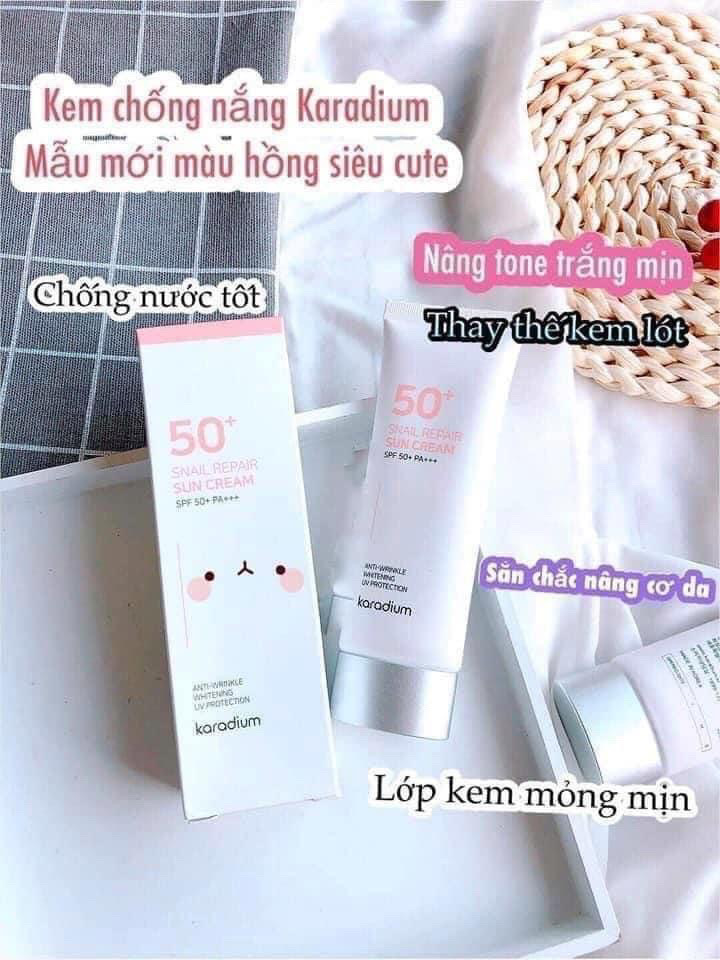 Kem chống nắng Karadium
Mẫu mới màu hồng siêu cute
Nâng tone trắng mịn
Chống nước tốt
Thay thế kem lót
50+
SNAIL REPAIR
SUN CREAM
SPF 50+ PA+++
ANTI-WRINKLE
WHITENING
UV PROTECTION
karadium
50+
SNAIL REPAIR
SUN CREAM
SPF 50+ PA+++
ANTI-WRINKLE
WHITENING
UV PROTECTION
karadium
Săn chắc nâng cơ da
Lớp kem mỏng mịn